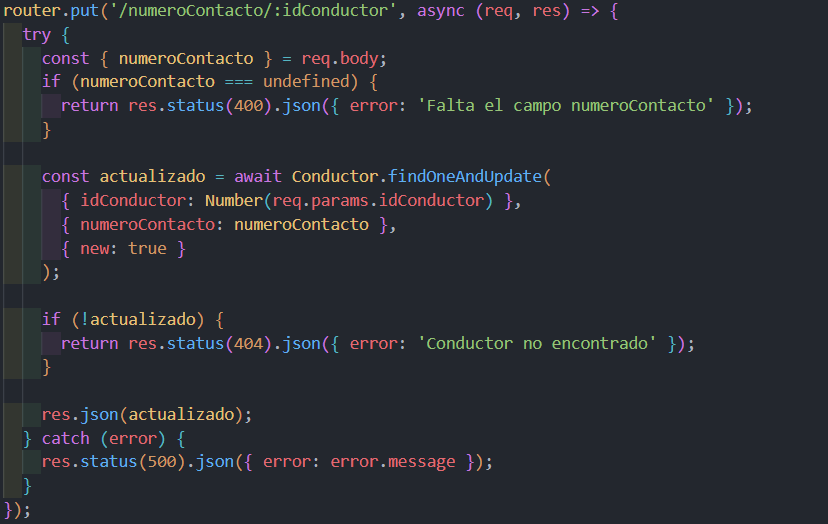 router.put('/numeroContacto/:idConductor', async (req, res) => {
  try {
    const { numeroContacto } = req.body;
    if (numeroContacto === undefined) {
      return res.status(400).json({ error: 'Falta el campo numeroContacto' });
    }

    const actualizado = await Conductor.findOneAndUpdate(
      { idConductor: Number(req.params.idConductor) },
      { numeroContacto: numeroContacto },
      { new: true }
    );

    if (!actualizado) {
      return res.status(404).json({ error: 'Conductor no encontrado' });
    }

    res.json(actualizado);
  } catch (error) {
    res.status(500).json({ error: error.message });
  }
});